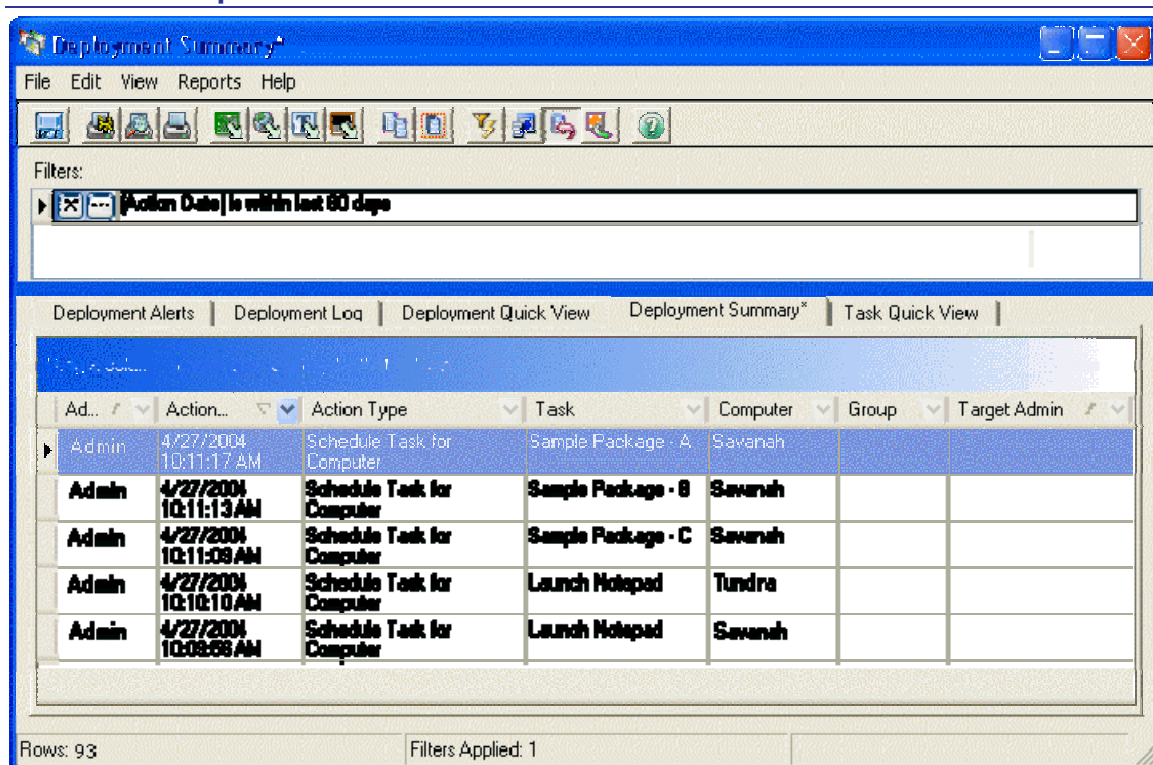 Deployment Summary*
File Edit View Reports Help
Filters:
[Action Date] is within last 60 days
Deployment Alerts Deployment Log Deployment Quick View Deployment Summary* Task Quick View
Ad... Action... Action Type Task Computer Group Target Admin
Admin 4/27/2004 10:11:17 AM Schedule Task for Computer Sample Package - A Savanah
Admin 4/27/2004 10:11:13 AM Schedule Task for Computer Sample Package - B Savanah
Admin 4/27/2004 10:11:09 AM Schedule Task for Computer Sample Package - C Savanah
Admin 4/27/2004 10:10:10 AM Schedule Task for Computer Launch Notepad Tundra
Admin 4/27/2004 Schedule Task for Computer Launch Notepad Savanah
Rows: 93 Filters Applied: 1